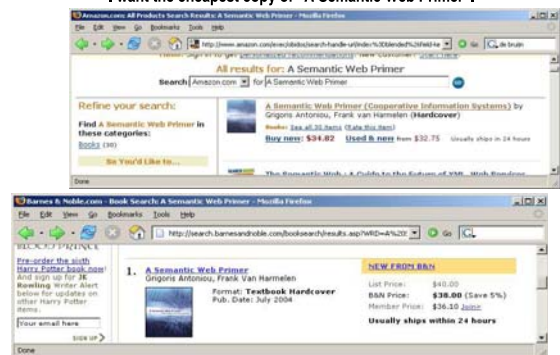 I want the cheapest copy of "A Semantic Web Primer".
Amazon.com: All Products Search Results: A Semantic Web Primer - Mozilla Firefox
File Edit View Go Bookmarks Tools Help
Go
All results for: A Semantic Web Primer
Search Amazon.com for A Semantic Web Primer
Refine your search:
Find A Semantic Web Primer in
these categories:
Books (30)
So You'd Like to...
A Semantic Web Primer (Cooperative Information Systems) by
Grigoris Antoniou, Frank van Harmelen (Hardcover)
Books: See all 30 items (Rate this item)
Buy new: $34.82 Used & new from $32.75 Usually ships in 24 hours
Done
Barnes & Noble.com - Book Search: A Semantic Web Primer - Mozilla Firefox
File Edit View Go Bookmarks Tools Help
Go
BLOOD PRINCE
Pre-order the sixth
Harry Potter book now!
And sign up for JK
Rowling Writer Alert
below for updates on
other Harry Potter
items.
Your email here
SIGN UP
1. A Semantic Web Primer
Grigoris Antoniou, Frank Van Harmelen
Format: Textbook Hardcover
Pub. Date: July 2004
NEW FROM B&N
List Price: $40.00
B&N Price: $38.00 (Save 5%)
Member Price: $36.10 Join
Usually ships within 24 hours
Done